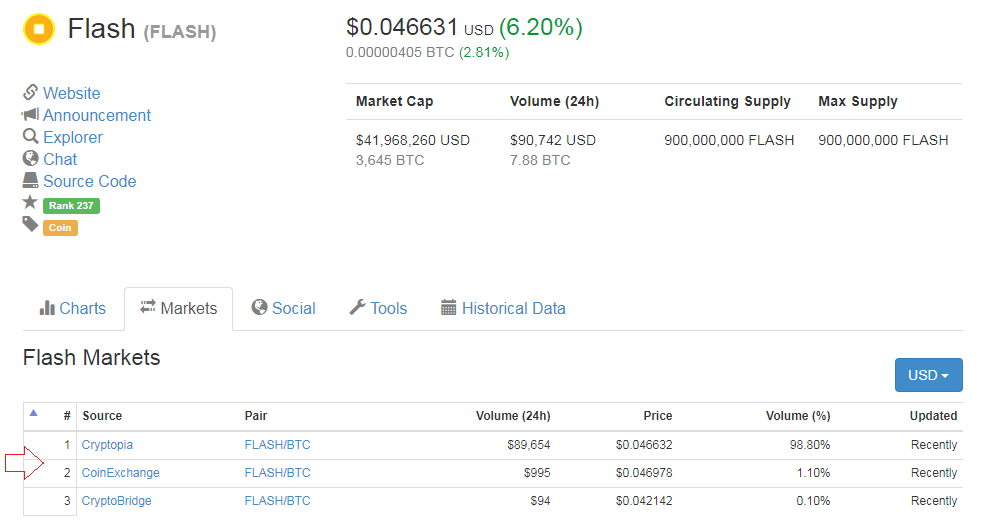 Flash (FLASH)
$0.046631 USD (6.20%)
0.00000405 BTC (2.81%)
Website
Announcement
Explorer
Chat
Source Code
Rank 237
Coin
Market Cap Volume (24h) Circulating Supply Max Supply
$41,968,260 USD $90,742 USD 900,000,000 FLASH 900,000,000 FLASH
3,645 BTC 7.88 BTC
Charts Markets Social Tools Historical Data
Flash Markets
USD
# Source Pair Volume (24h) Price Volume (%) Updated
1 Cryptopia FLASH/BTC $89,654 $0.046632 98.80% Recently
2 CoinExchange FLASH/BTC $995 $0.046978 1.10% Recently
3 CryptoBridge FLASH/BTC $94 $0.042142 0.10% Recently